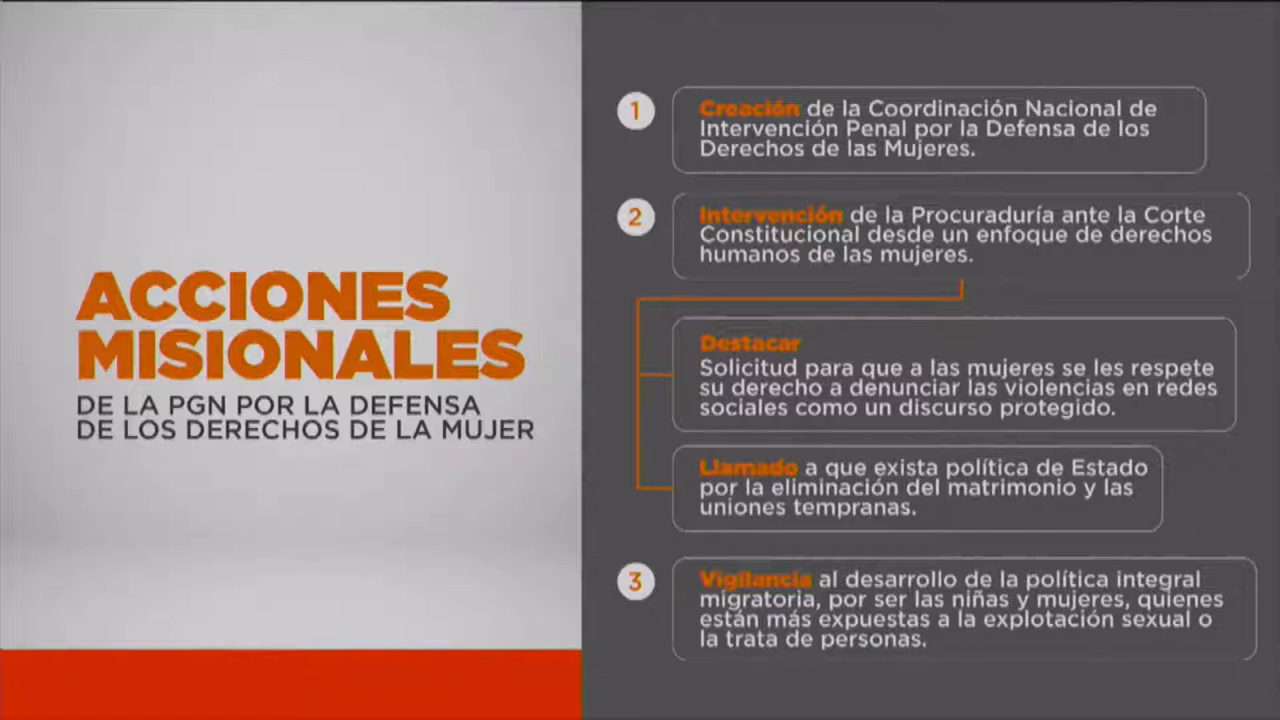 ACCIONES
MISIONALES
DE LA PGN POR LA DEFENSA
DE LOS DERECHOS DE LA MUJER
1
Creación de la Coordinación Nacional de
Intervención Penal por la Defensa de los
Derechos de las Mujeres.
2
Intervención de la Procuraduría ante la Corte
Constitucional desde un enfoque de derechos
humanos de las mujeres.
Destacar
Solicitud para que a las mujeres se les respete
su derecho a denunciar las violencias en redes
sociales como un discurso protegido.
Llamado a que exista política de Estado
por la eliminación del matrimonio y las
uniones tempranas.
3
Vigilancia al desarrollo de la política integral
migratoria, por ser las niñas y mujeres, quienes
están más expuestas a la explotación sexual o
la trata de personas.